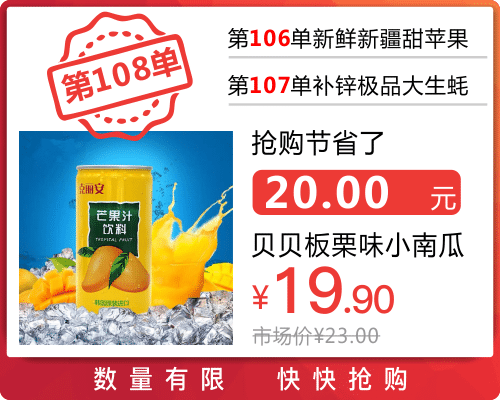 第108单
第106单新鲜新疆甜苹果
第107单补锌极品大生蚝
抢购节省了
20.00 元
贝贝板栗味小南瓜
¥19.90
市场价¥23.00
芒果汁
饮料
TROPICAL FRUIT
数量有限 快快抢购